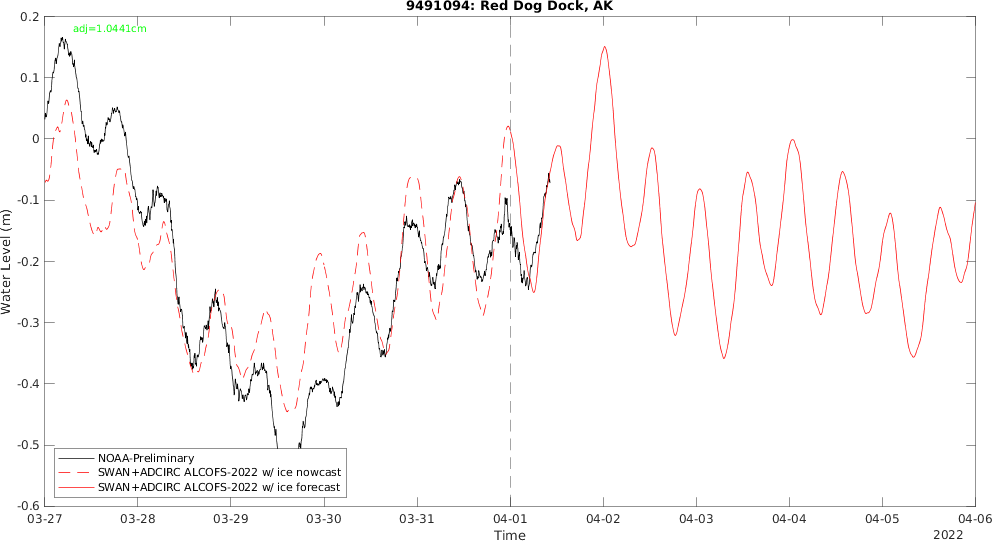 9491094: Red Dog Dock, AK
adj=1.0441cm
0.2
0.1
0
-0.1
-0.2
-0.3
-0.4
-0.5
-0.6
Water Level (m)
NOAA-Preliminary
SWAN+ADCIRC ALCOFS-2022 w/ ice nowcast
SWAN+ADCIRC ALCOFS-2022 w/ ice forecast
03-27 03-28 03-29 03-30 03-31 04-01 04-02 04-03 04-04 04-05 04-06
Time
2022